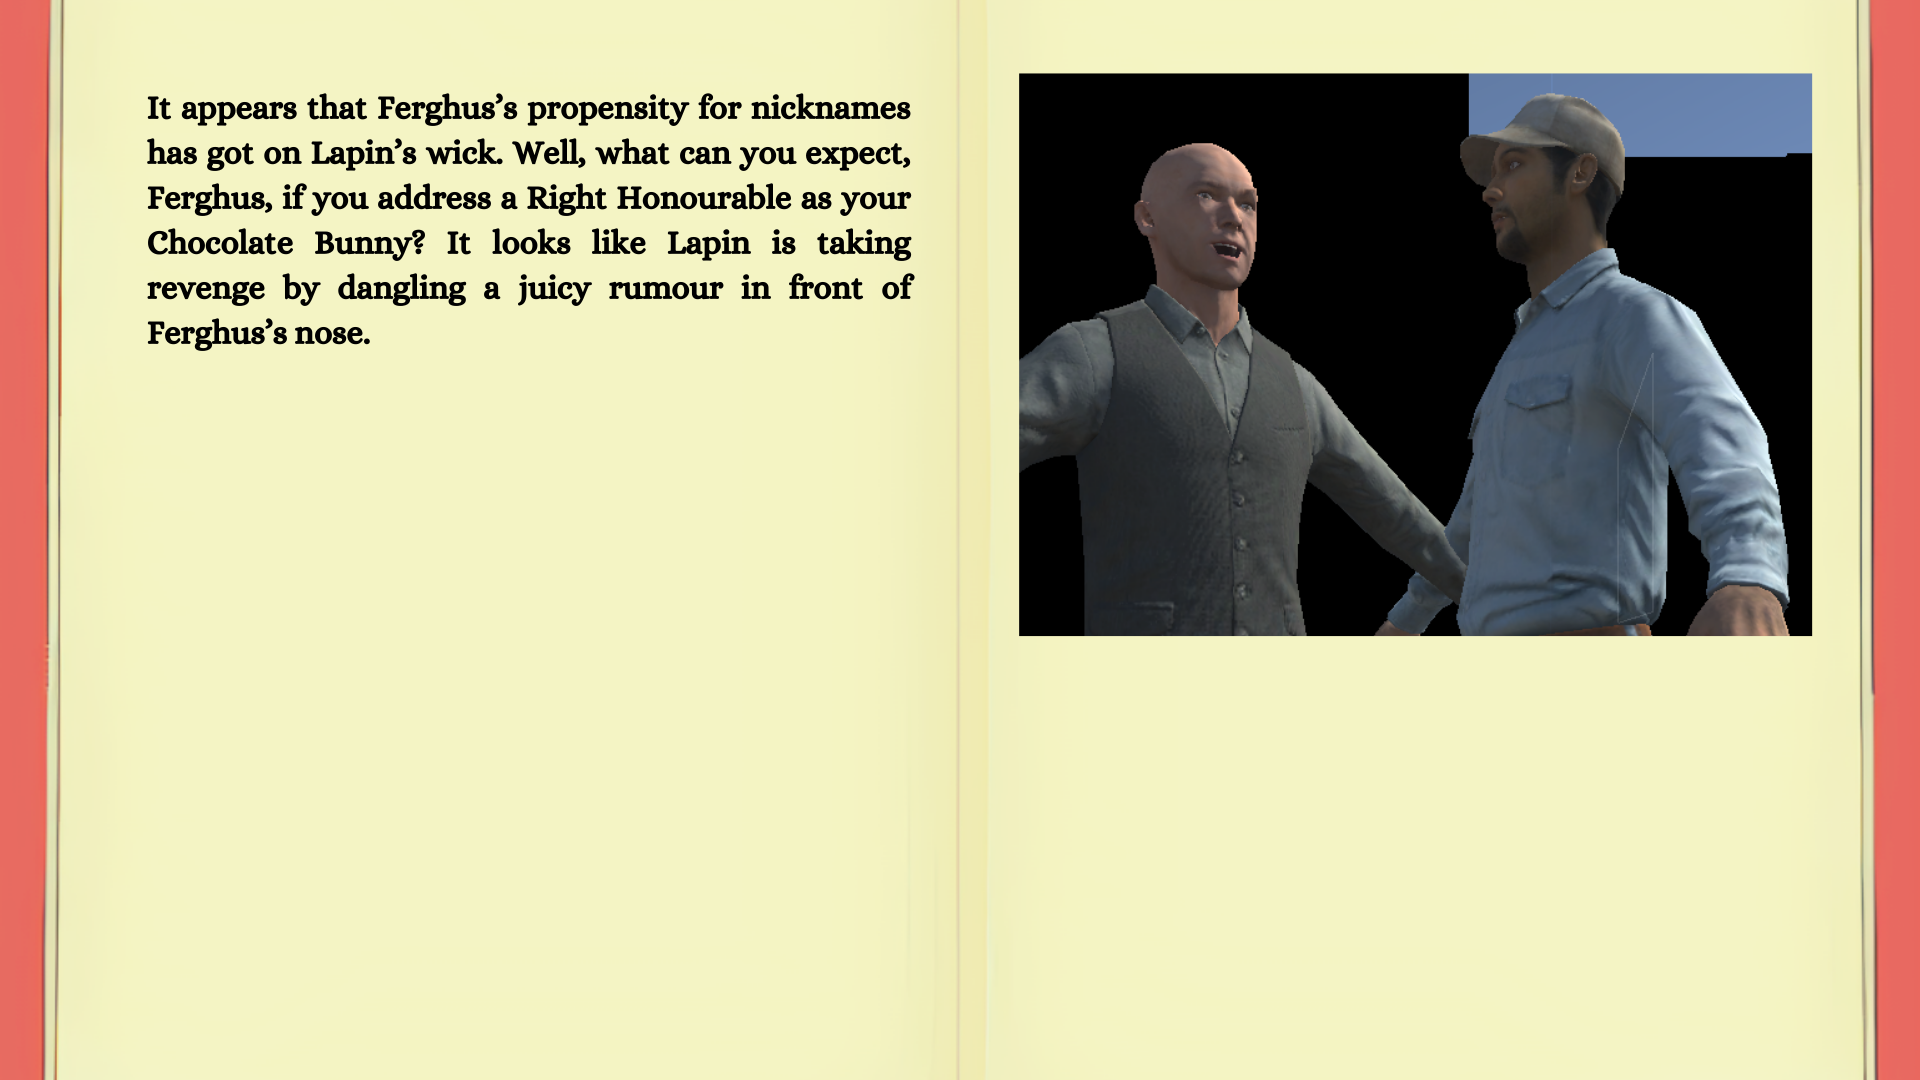 It appears that Ferghus’s propensity for nicknames
has got on Lapin’s wick. Well, what can you expect,
Ferghus, if you address a Right Honourable as your
Chocolate Bunny? It looks like Lapin is taking
revenge by dangling a juicy rumour in front of
Ferghus’s nose.